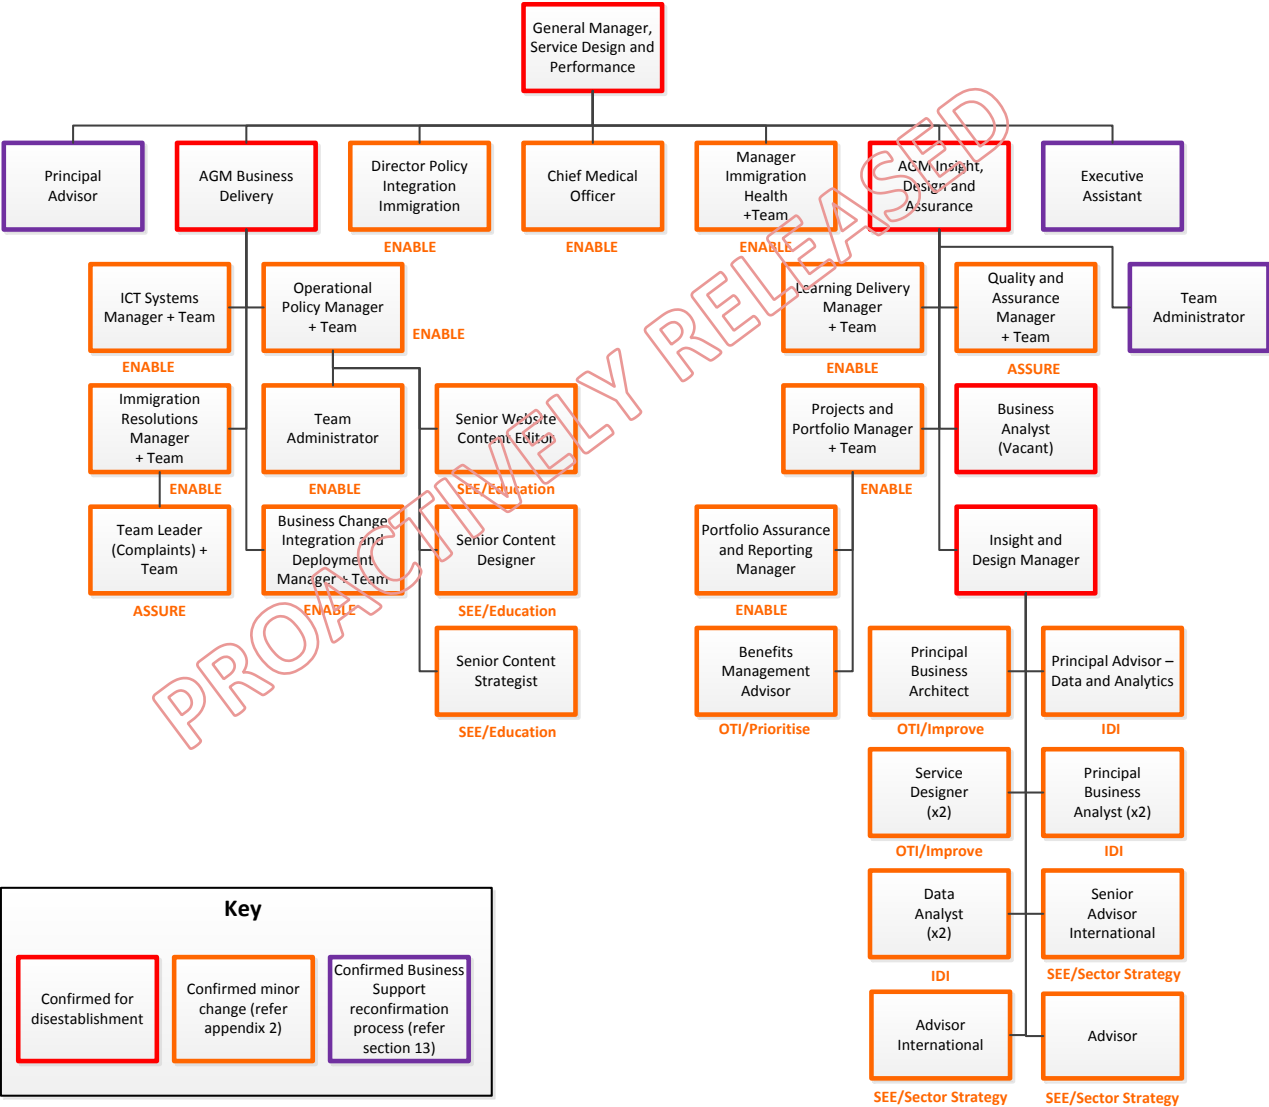 General Manager,
Service Design and
Performance
Principal
Advisor
AGM Business
Delivery
Director Policy
Integration
Immigration
ENABLE
Chief Medical
Officer
ENABLE
Manager
Immigration
Health
+Team
ENABLE
AGM Insight,
Design and
Assurance
Executive
Assistant
ICT Systems
Manager + Team
ENABLE
Operational
Policy Manager
+ Team
ENABLE
Learning Delivery
Manager
+ Team
ENABLE
Quality and
Assurance
Manager
+ Team
ASSURE
Team
Administrator
Immigration
Resolutions
Manager
+ Team
ENABLE
Team
Administrator
ENABLE
Senior Website
Content Editor
SEE/Education
Projects and
Portfolio Manager
+ Team
ENABLE
Business
Analyst
(Vacant)
Team Leader
(Complaints) +
Team
ASSURE
Business Change
Integration and
Deployment
Manager + Team
ENABLE
Senior Content
Designer
SEE/Education
Portfolio Assurance
and Reporting
Manager
ENABLE
Insight and
Design Manager
Senior Content
Strategist
SEE/Education
Benefits
Management
Advisor
OTI/Prioritise
Principal
Business
Architect
OTI/Improve
Principal Advisor –
Data and Analytics
IDI
Service
Designer
(x2)
OTI/Improve
Principal
Business
Analyst (x2)
IDI
Data
Analyst
(x2)
IDI
Senior
Advisor
International
SEE/Sector Strategy
Advisor
International
SEE/Sector Strategy
Advisor
SEE/Sector Strategy
Key
Confirmed for
disestablishment
Confirmed minor
change (refer
appendix 2)
Confirmed Business
Support
reconfirmation
process (refer
section 13)
PROACTIVELY RELEASED